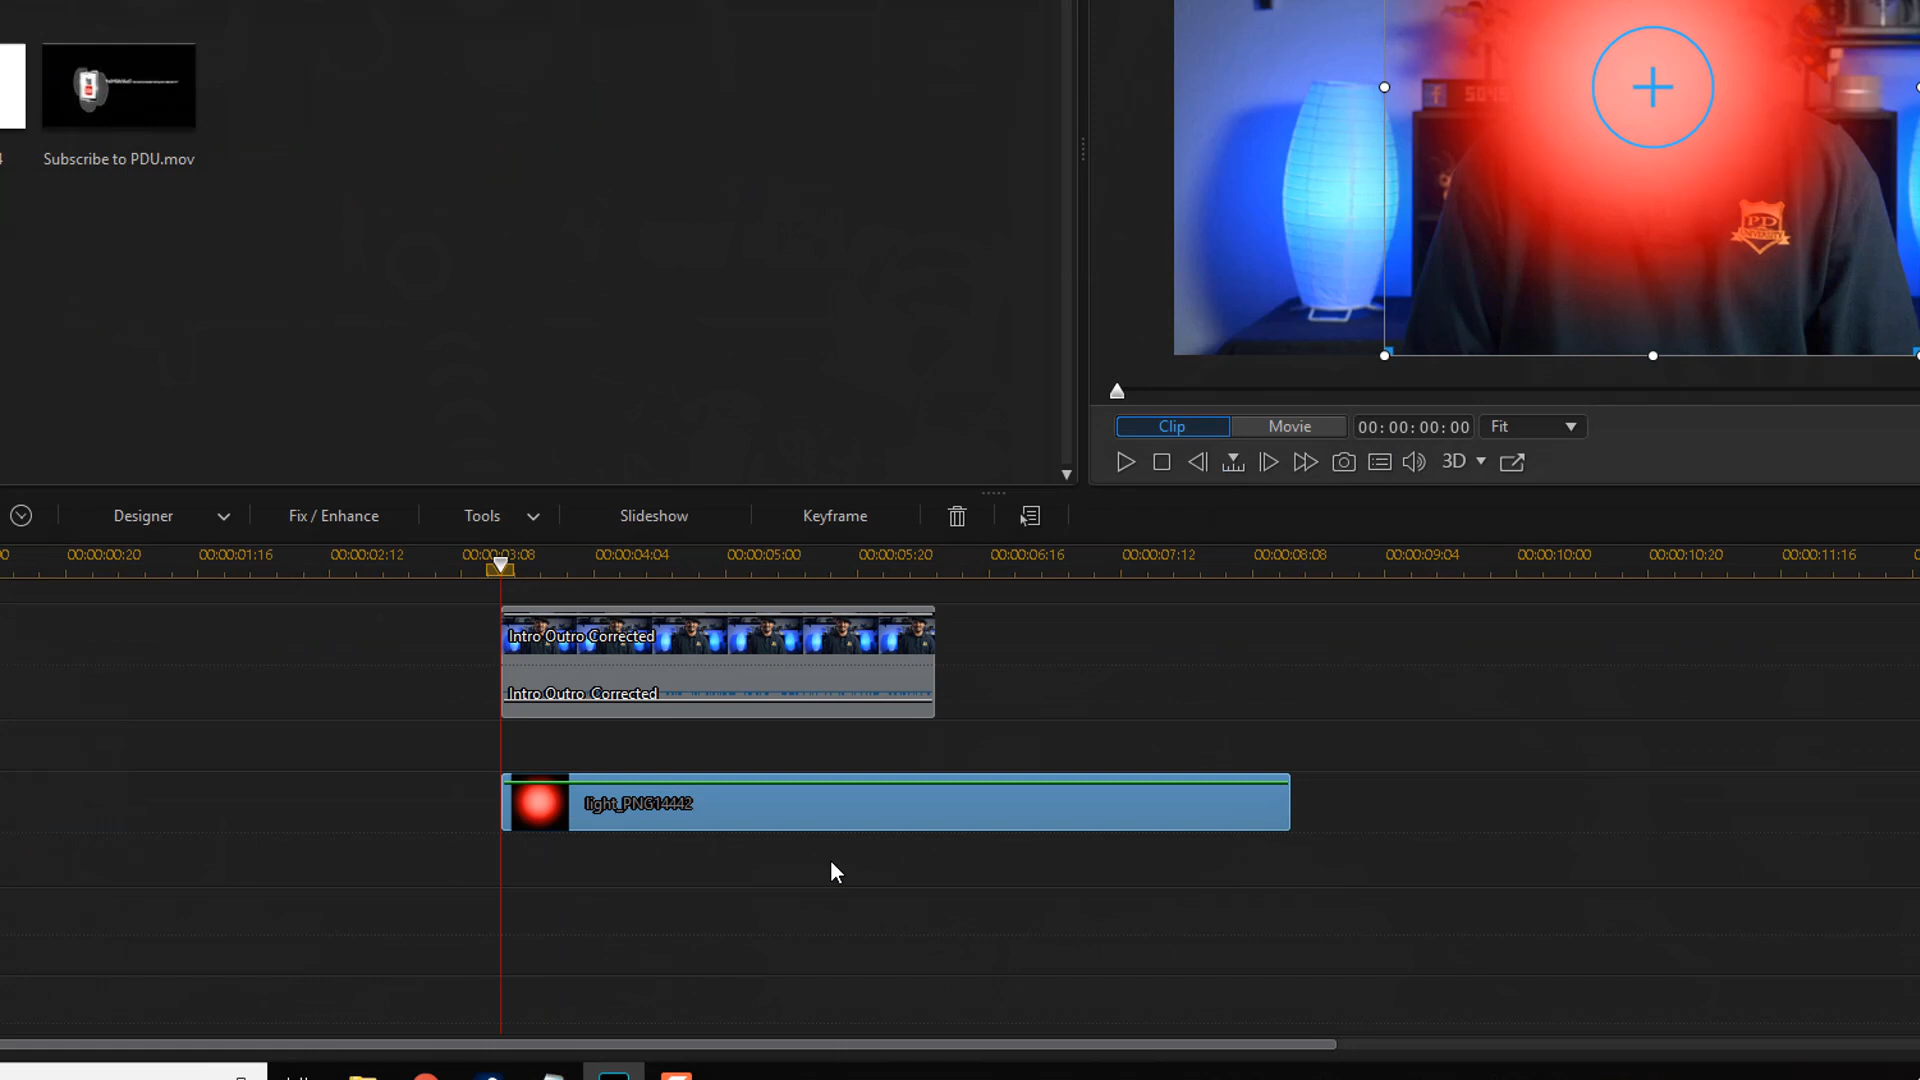 Subscribe to PDU.mov
PD
UNIVERSITY
Clip
Movie
00:00:00:00
Fit
3D
Designer
Fix / Enhance
Tools
Slideshow
Keyframe
00:00:00:20
00:00:01:16
00:00:02:12
00:00:03:08
00:00:04:04
00:00:05:00
00:00:05:20
00:00:06:16
00:00:07:12
00:00:08:08
00:00:09:04
00:00:10:00
00:00:10:20
00:00:11:16
Intro Outro Corrected
Intro Outro Corrected
light_PNG14442